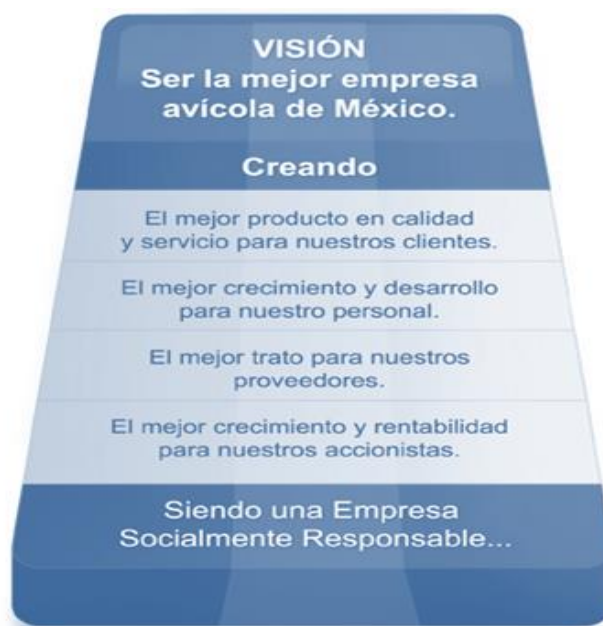 VISIÓN
Ser la mejor empresa
avícola de México.
Creando
El mejor producto en calidad
y servicio para nuestros clientes.
El mejor crecimiento y desarrollo
para nuestro personal.
El mejor trato para nuestros
proveedores.
El mejor crecimiento y rentabilidad
para nuestros accionistas.
Siendo una Empresa
Socialmente Responsable...